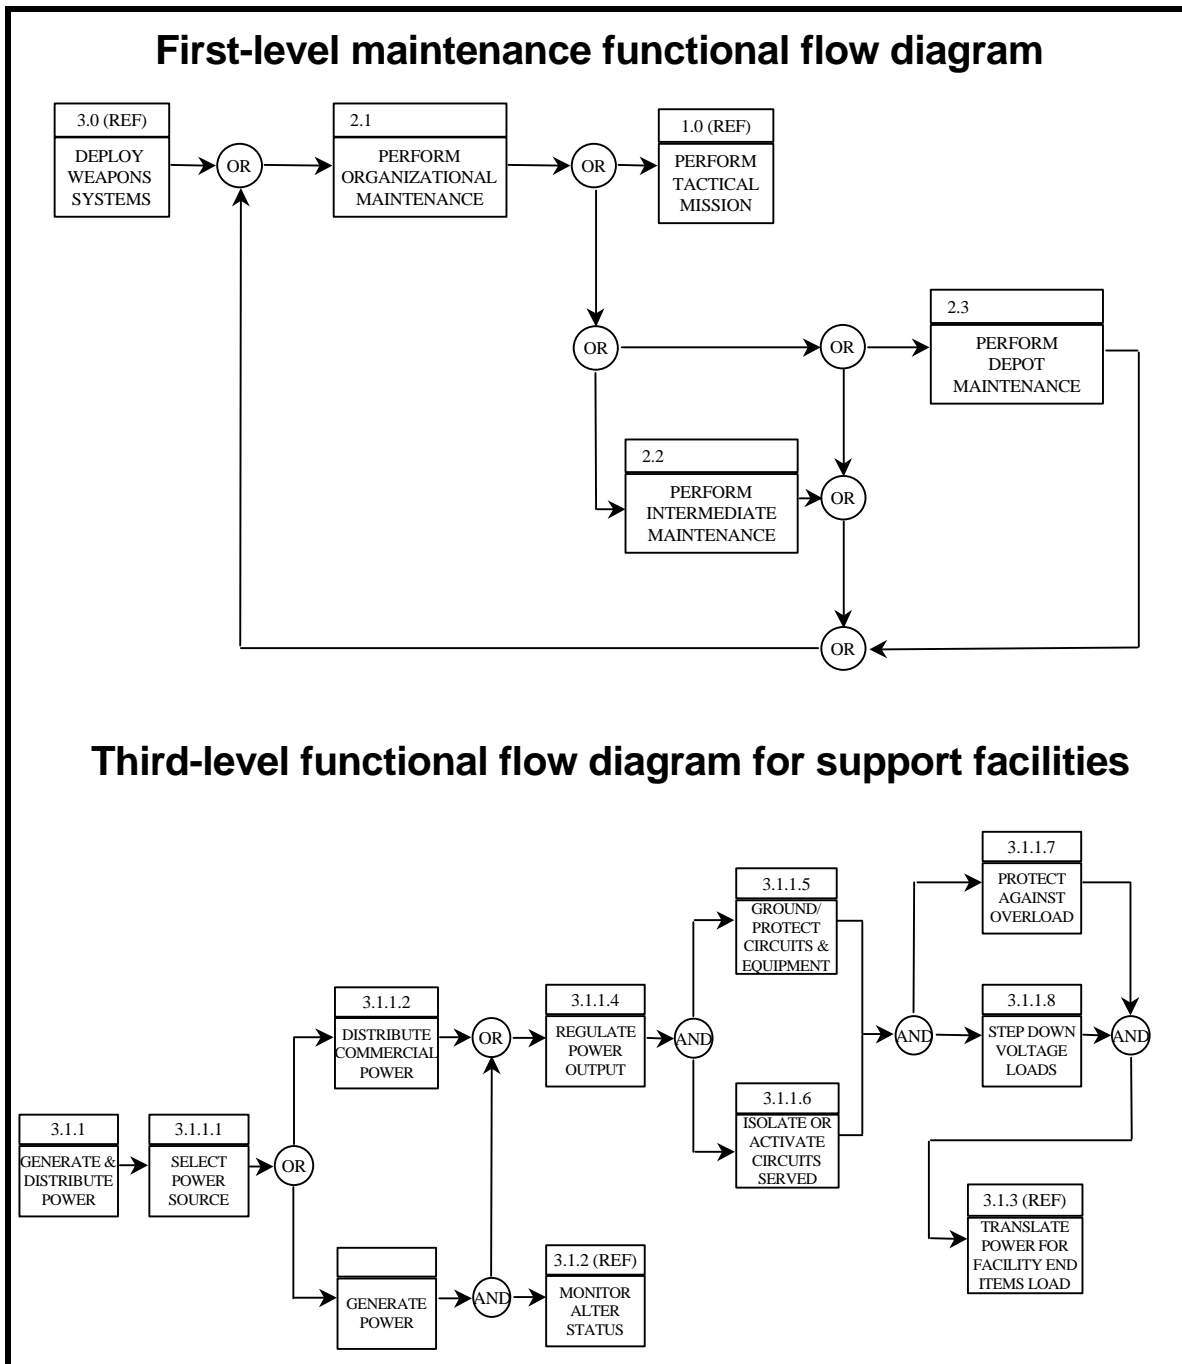 First-level maintenance functional flow diagram
3.0 (REF)
DEPLOY
WEAPONS
SYSTEMS
OR
2.1
PERFORM
ORGANIZATIONAL
MAINTENANCE
OR
1.0 (REF)
PERFORM
TACTICAL
MISSION
OR
OR
2.3
PERFORM
DEPOT
MAINTENANCE
2.2
PERFORM
INTERMEDIATE
MAINTENANCE
OR
OR
Third-level functional flow diagram for support facilities
3.1.1
GENERATE &
DISTRIBUTE
POWER
3.1.1.1
SELECT
POWER
SOURCE
OR
3.1.1.2
DISTRIBUTE
COMMERCIAL
POWER
OR
GENERATE
POWER
AND
3.1.2 (REF)
MONITOR
ALTER
STATUS
3.1.1.4
REGULATE
POWER
OUTPUT
AND
3.1.1.5
GROUND/
PROTECT
CIRCUITS &
EQUIPMENT
3.1.1.6
ISOLATE OR
ACTIVATE
CIRCUITS
SERVED
AND
3.1.1.7
PROTECT
AGAINST
OVERLOAD
3.1.1.8
STEP DOWN
VOLTAGE
LOADS
AND
3.1.3 (REF)
TRANSLATE
POWER FOR
FACILITY END
ITEMS LOAD